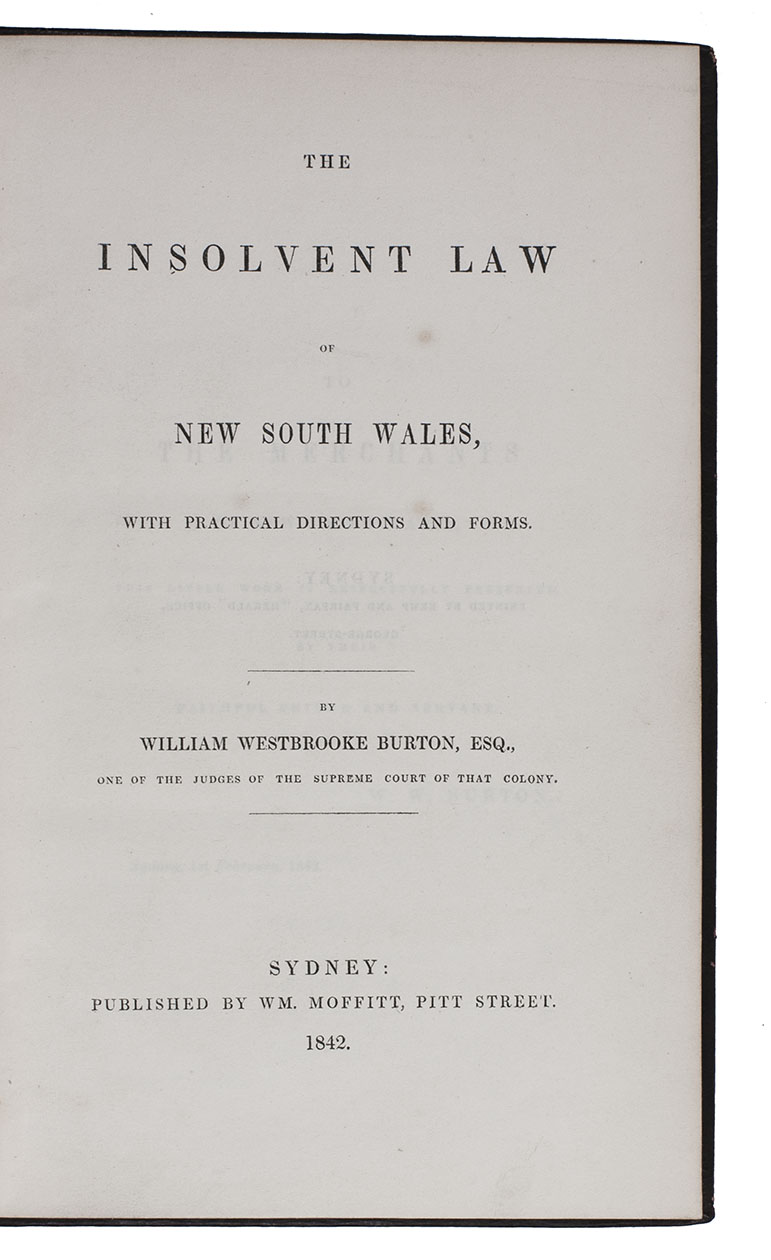 THE
INSOLVENT LAW
OF
NEW SOUTH WALES,
WITH PRACTICAL DIRECTIONS AND FORMS.
BY
WILLIAM WESTBROOKE BURTON, ESQ.,
ONE OF THE JUDGES OF THE SUPREME COURT OF THAT COLONY.
SYDNEY:
PUBLISHED BY WM. MOFFITT, PITT STREET.
1842.